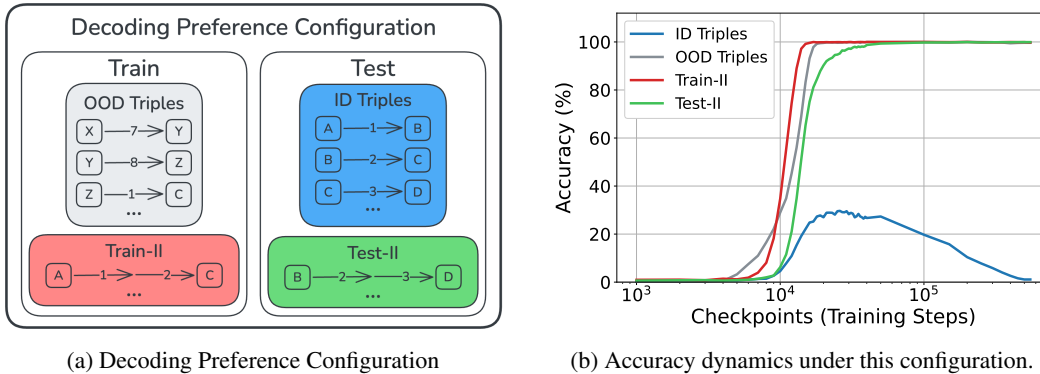 Decoding Preference Configuration
Train
OOD Triples
X 7 Y
Y 8 Z
Z 1 C
...
Train-II
A 1 2 C
...
Test
ID Triples
A 1 B
B 2 C
C 3 D
...
Test-II
B 2 3 D
...
(a) Decoding Preference Configuration
Accuracy (%)
100
80
60
40
20
0
ID Triples
OOD Triples
Train-II
Test-II
10³ 10⁴ 10⁵
Checkpoints (Training Steps)
(b) Accuracy dynamics under this configuration.